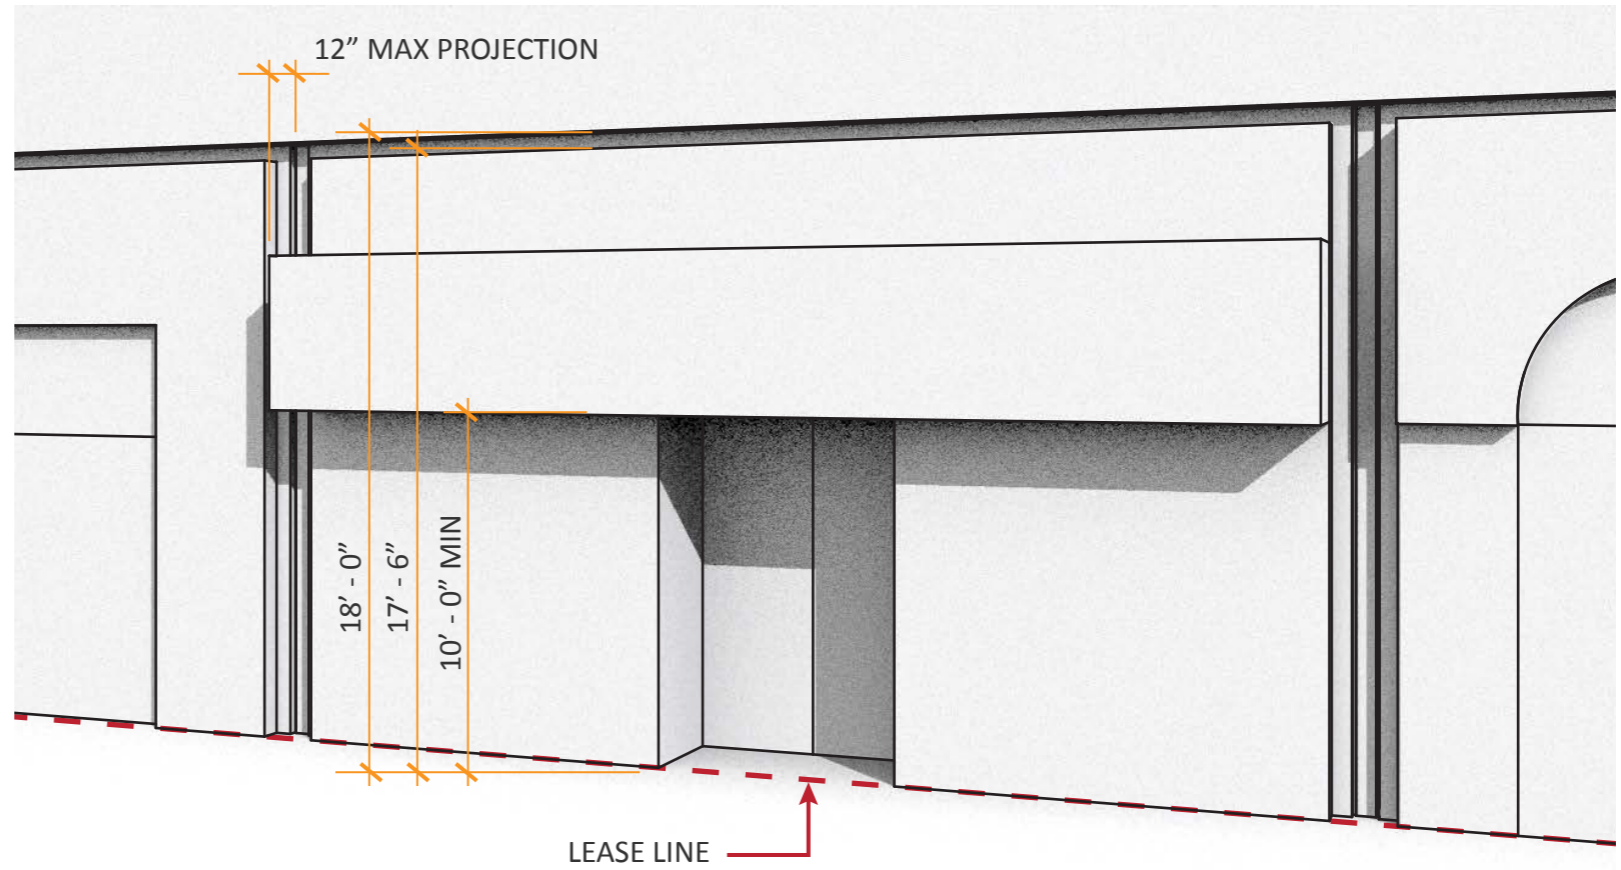 12” MAX PROJECTION
18’ - 0”
17’ - 6”
10’ - 0” MIN
LEASE LINE